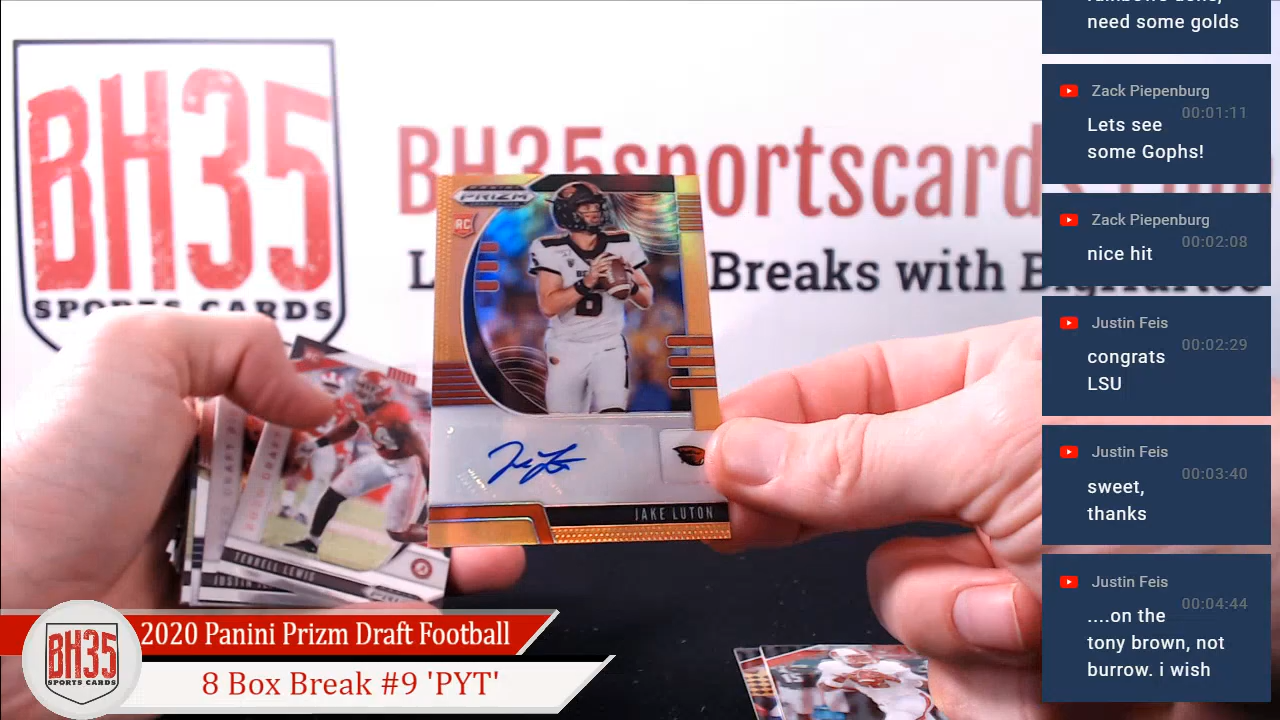 BH35
SPORTS CARDS
BH35sportscard
Breaks with
PRIZM
RC
8
JAKE LUTON
TERRELL LEWIS
JUSTIN
2020 Panini Prizm Draft Football
8 Box Break #9 'PYT'
BH35
SPORTS CARDS
need some golds
Zack Piepenburg
00:01:11
Lets see
some Gophs!
Zack Piepenburg
00:02:08
nice hit
Justin Feis
00:02:29
congrats
LSU
Justin Feis
00:03:40
sweet,
thanks
Justin Feis
00:04:44
....on the
tony brown, not
burrow. i wish